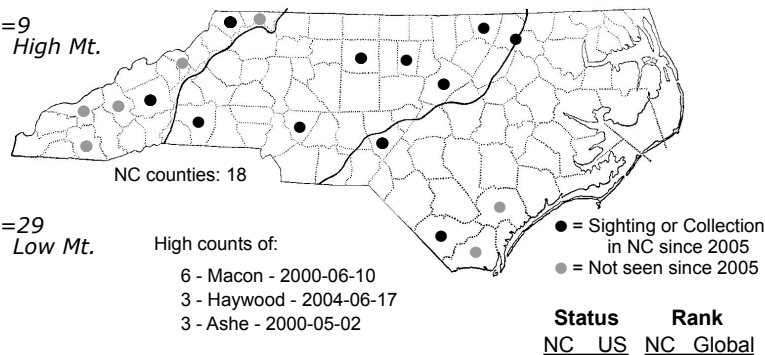 =9
High Mt.
NC counties: 18
=29
Low Mt.
High counts of:
6 - Macon - 2000-06-10
3 - Haywood - 2004-06-17
3 - Ashe - 2000-05-02
= Sighting or Collection
in NC since 2005
= Not seen since 2005
Status Rank
NC US NC Global